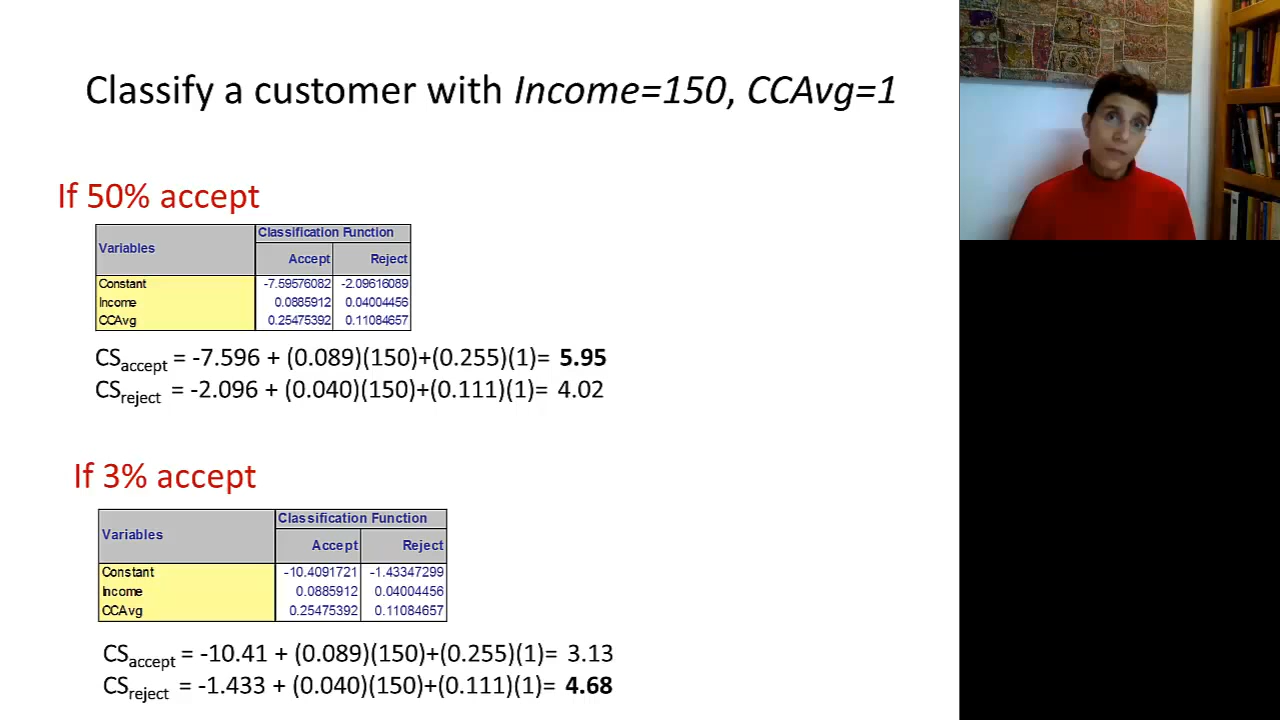 Classify a customer with Income=150, CCAvg=1
If 50% accept
Variables
Classification Function
Accept Reject
Constant -7.59576082 -2.09616089
Income 0.0885912 0.04004456
CCAvg 0.25475392 0.11084657
CSaccept = -7.596 + (0.089)(150)+(0.255)(1)= 5.95
CSreject = -2.096 + (0.040)(150)+(0.111)(1)= 4.02
If 3% accept
Variables
Classification Function
Accept Reject
Constant -10.4091721 -1.43347299
Income 0.0885912 0.04004456
CCAvg 0.25475392 0.11084657
CSaccept = -10.41 + (0.089)(150)+(0.255)(1)= 3.13
CSreject = -1.433 + (0.040)(150)+(0.111)(1)= 4.68